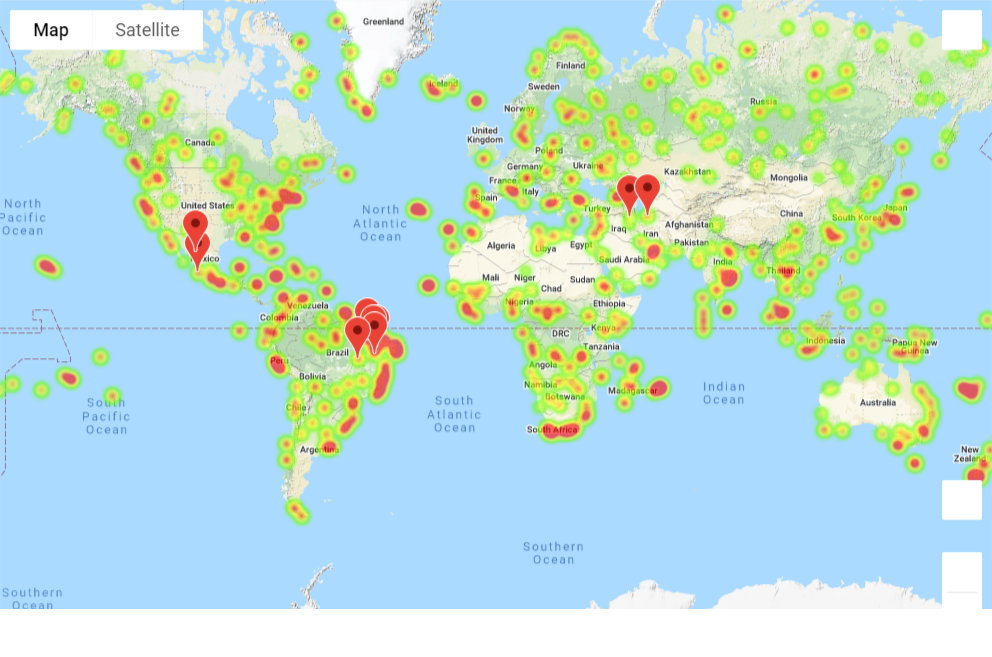 Map
Satellite
Greenland
Iceland
Finland
Sweden
Norway
Russia
United
Kingdom
Canada
Poland
Germany
Ukraine
Kazakhstan
Mongolia
France
Italy
Spain
North
Pacific
Ocean
United States
North
Atlantic
Ocean
Turkey
China
South Korea
Japan
Afghanistan
Iraq
Iran
Pakistan
Algeria
Libya
Egypt
Saudi Arabia
India
Thailand
Mexico
Mali
Niger
Chad
Sudan
Nigeria
Ethiopia
Venezuela
Colombia
DRC
Kenya
Tanzania
Indonesia
Papua New
Guinea
Brazil
Peru
Bolivia
Angola
Namibia
Botswana
Madagascar
Indian
Ocean
South
Pacific
Ocean
Chile
South
Atlantic
Ocean
South Africa
Australia
Argentina
New
Zealand
Southern
Ocean
Southern
Ocean